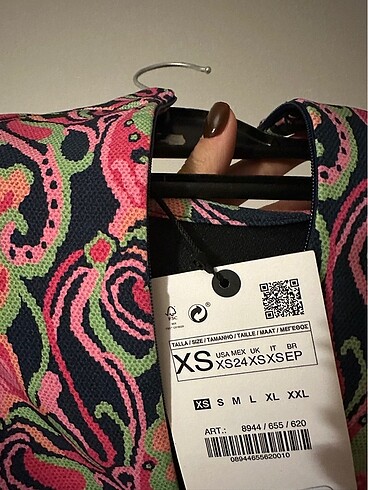 FSC
TALLA / SIZE / TAMANHO / TAILLE / MAAT / ΜΕΓΕΘΟΣ
XS
USA MEX UK IT BR
XS24XSXSEP
XS S M L XL XXL
ART.: 8944 / 655 / 620
08944655620010